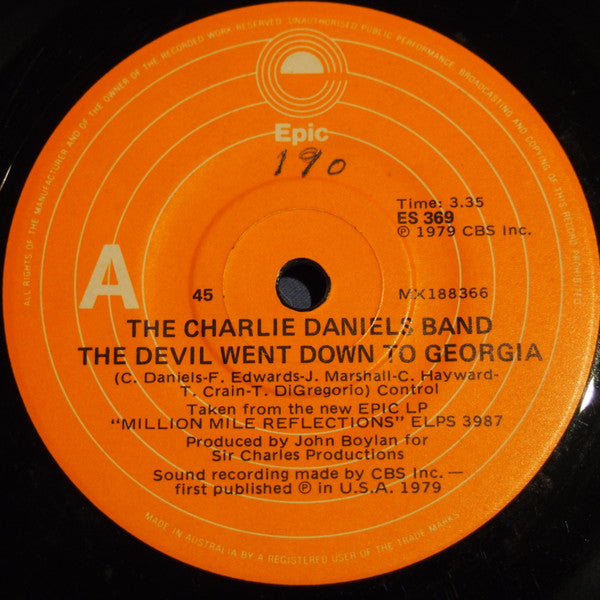 ALL RIGHTS OF THE MANUFACTURER AND OF THE OWNER OF THE RECORDED WORK RESERVED. UNAUTHORISED PUBLIC PERFORMANCE, BROADCASTING AND COPYING OF THIS RECORD PROHIBITED
Epic
190
Time: 3.35
ES 369
℗ 1979 CBS Inc.
A
45
MX188366
THE CHARLIE DANIELS BAND
THE DEVIL WENT DOWN TO GEORGIA
(C. Daniels-F. Edwards-J. Marshall-C. Hayward-
T. Crain-T. DiGregorio) Control
Taken from the new EPIC LP
“MILLION MILE REFLECTIONS” ELPS 3987
Produced by John Boylan for
Sir Charles Productions
Sound recording made by CBS Inc. —
first published ℗ in U.S.A. 1979
MADE IN AUSTRALIA BY A REGISTERED USER OF THE TRADE MARKS